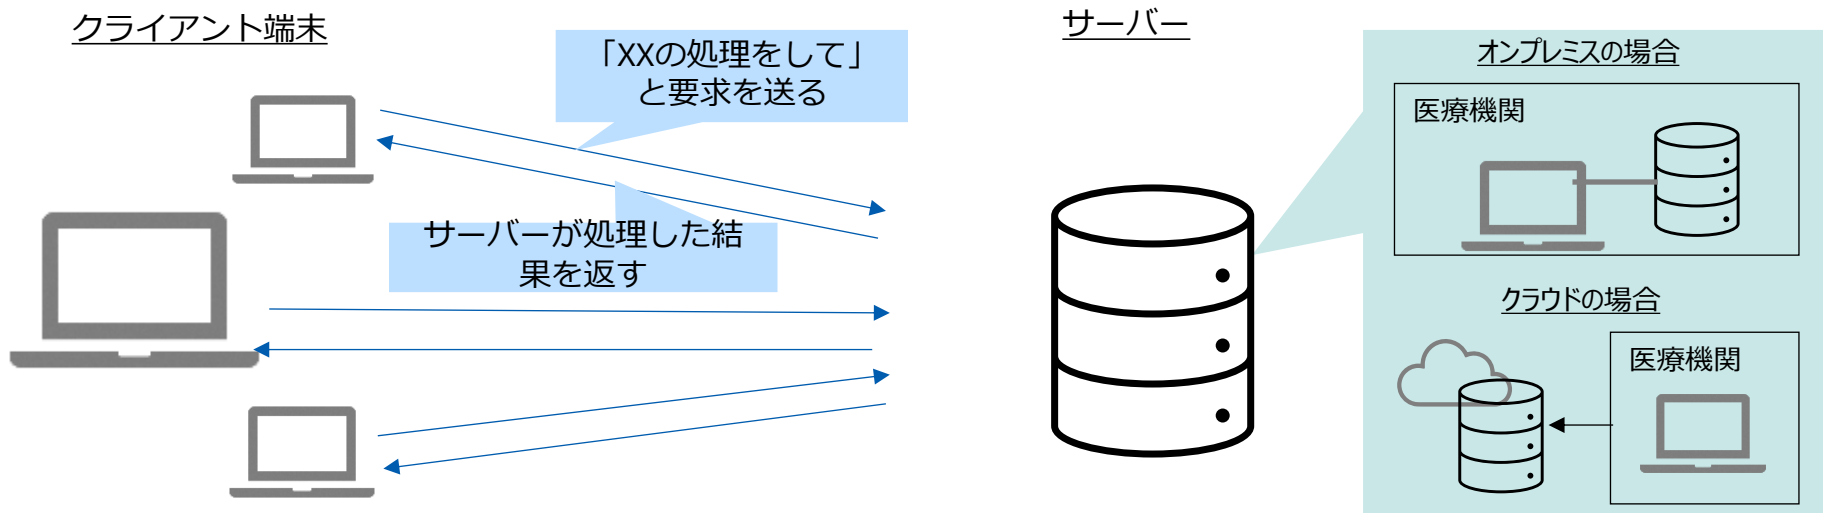 クライアント端末
「XXの処理をして」
と要求を送る
サーバーが処理した結
果を返す
サーバー
オンプレミスの場合
医療機関
クラウドの場合
医療機関